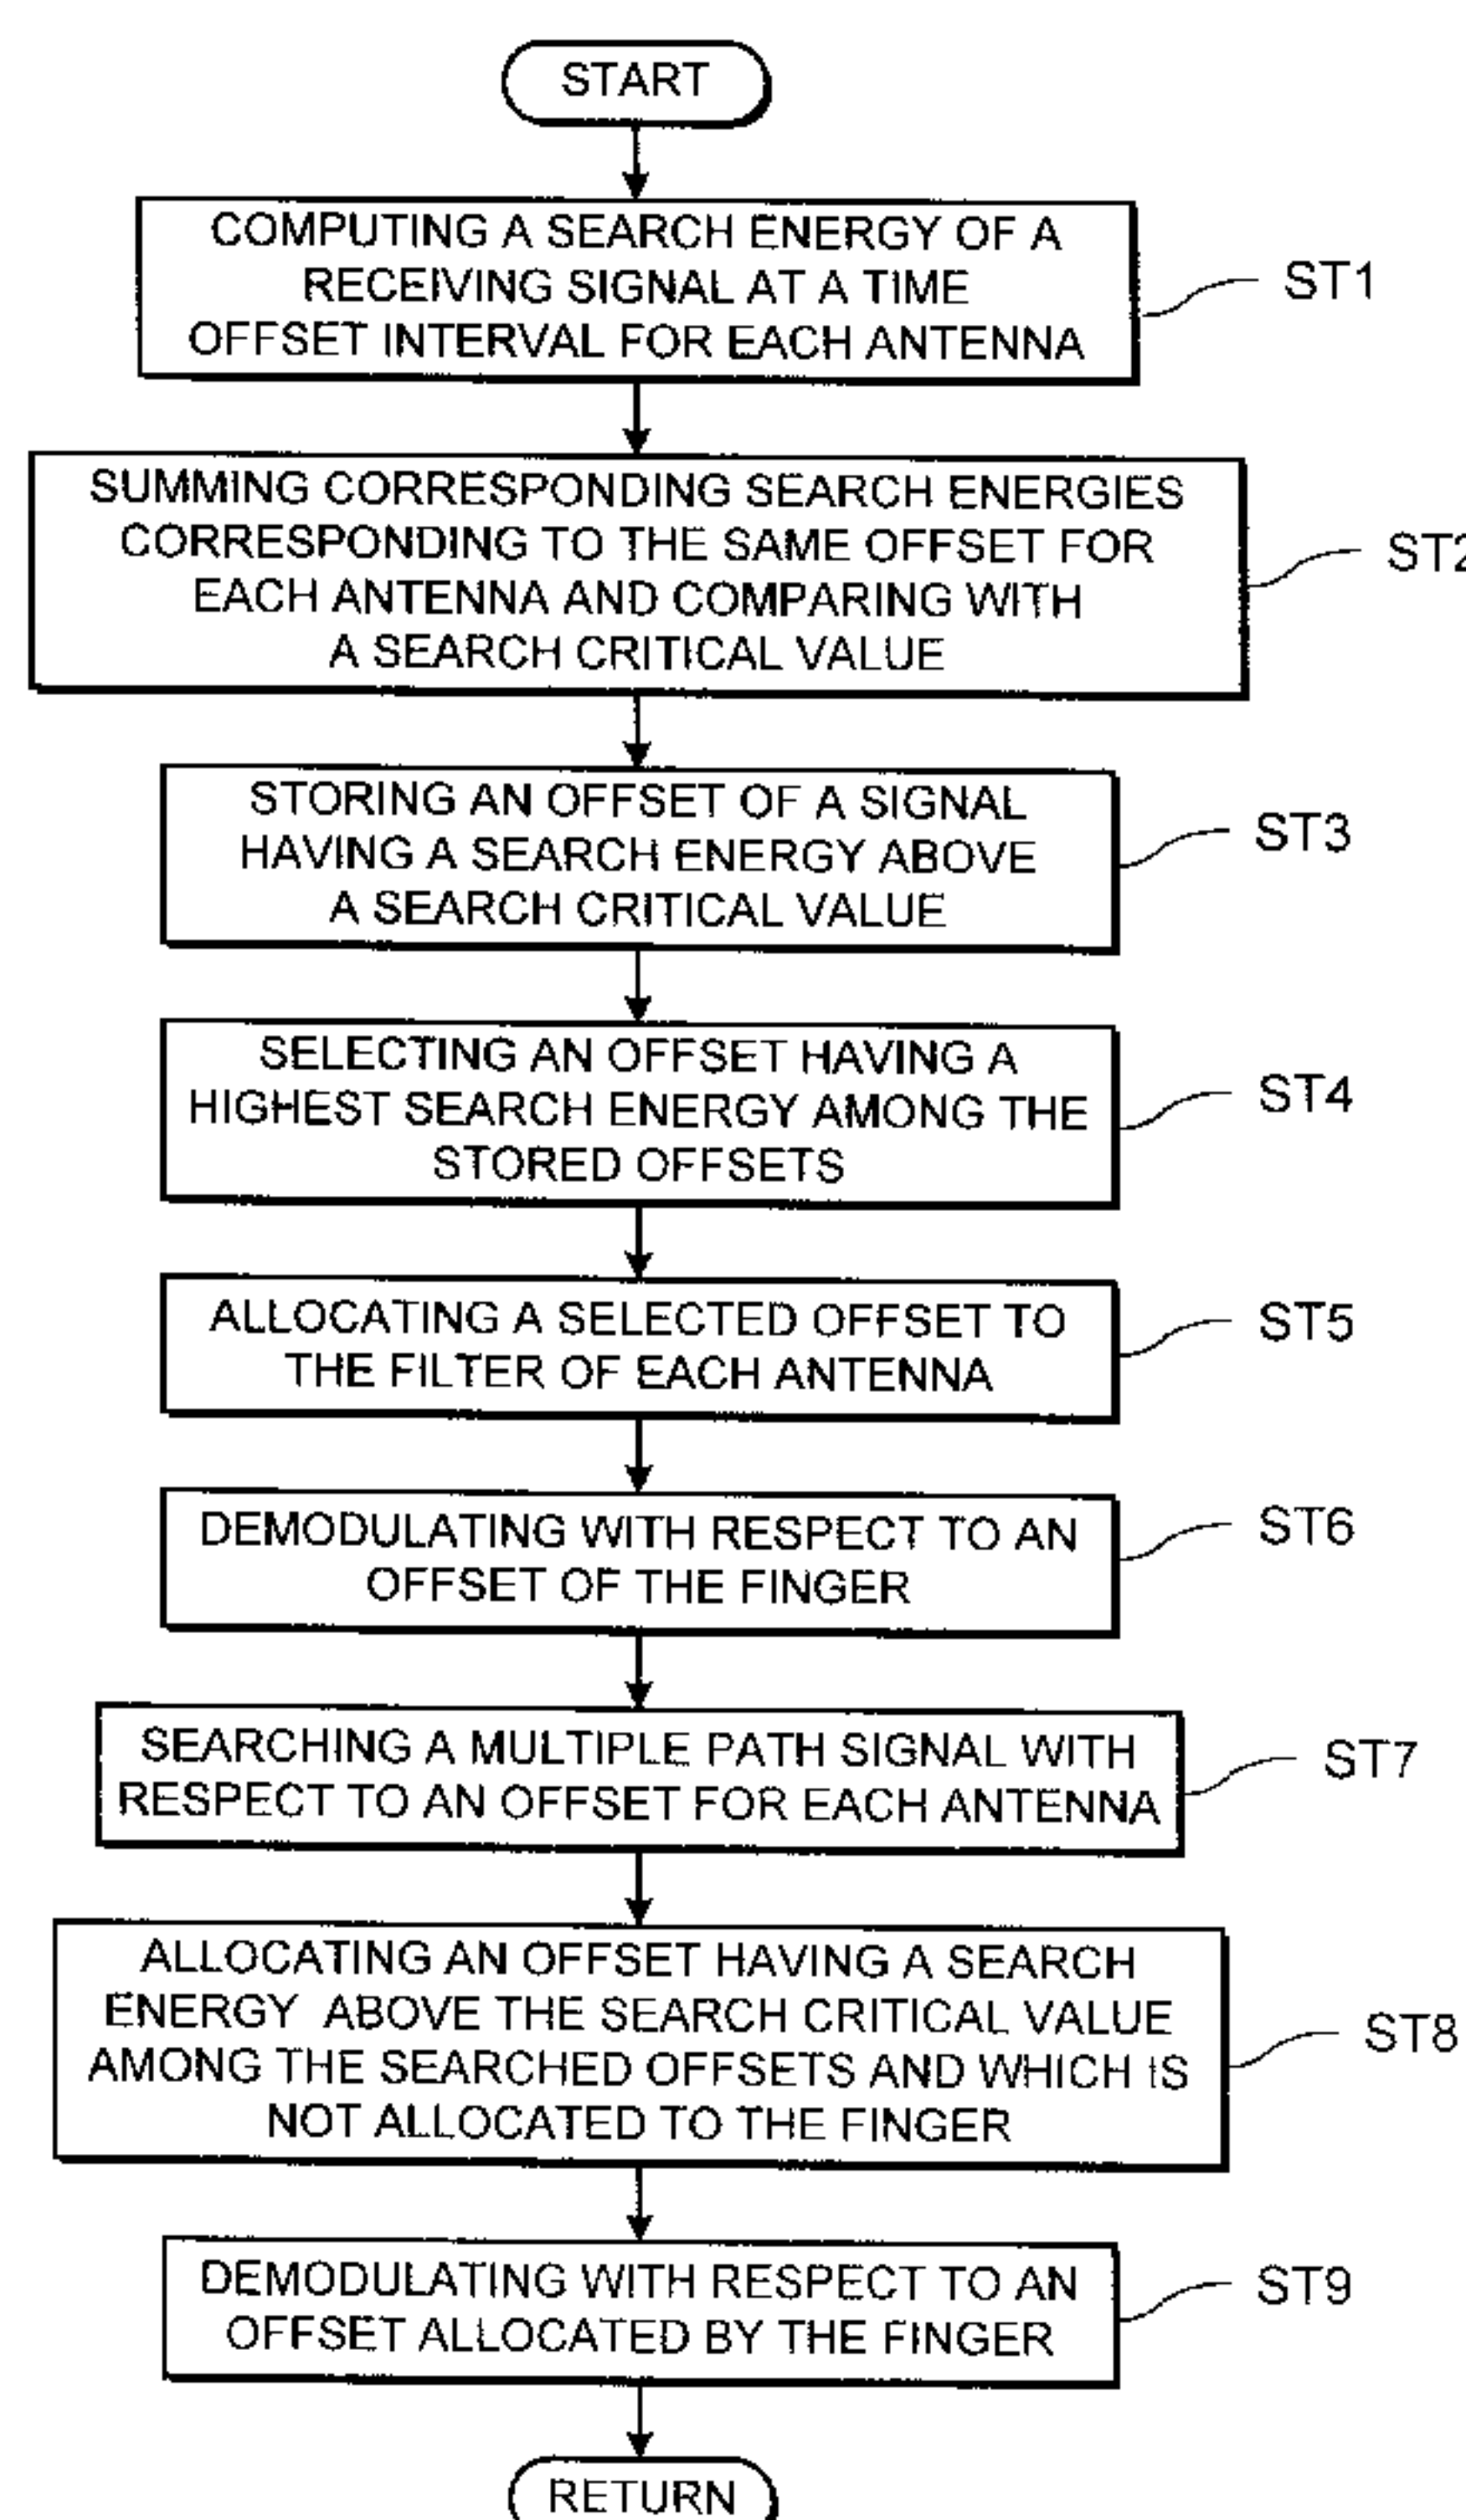 START
COMPUTING A SEARCH ENERGY OF A
RECEIVING SIGNAL AT A TIME
OFFSET INTERVAL FOR EACH ANTENNA
ST1
SUMMING CORRESPONDING SEARCH ENERGIES
CORRESPONDING TO THE SAME OFFSET FOR
EACH ANTENNA AND COMPARING WITH
A SEARCH CRITICAL VALUE
ST2
STORING AN OFFSET OF A SIGNAL
HAVING A SEARCH ENERGY ABOVE
A SEARCH CRITICAL VALUE
ST3
SELECTING AN OFFSET HAVING A
HIGHEST SEARCH ENERGY AMONG THE
STORED OFFSETS
ST4
ALLOCATING A SELECTED OFFSET TO
THE FILTER OF EACH ANTENNA
ST5
DEMODULATING WITH RESPECT TO AN
OFFSET OF THE FINGER
ST6
SEARCHING A MULTIPLE PATH SIGNAL WITH
RESPECT TO AN OFFSET FOR EACH ANTENNA
ST7
ALLOCATING AN OFFSET HAVING A SEARCH
ENERGY ABOVE THE SEARCH CRITICAL VALUE
AMONG THE SEARCHED OFFSETS AND WHICH IS
NOT ALLOCATED TO THE FINGER
ST8
DEMODULATING WITH RESPECT TO AN
OFFSET ALLOCATED BY THE FINGER
ST9
RETURN